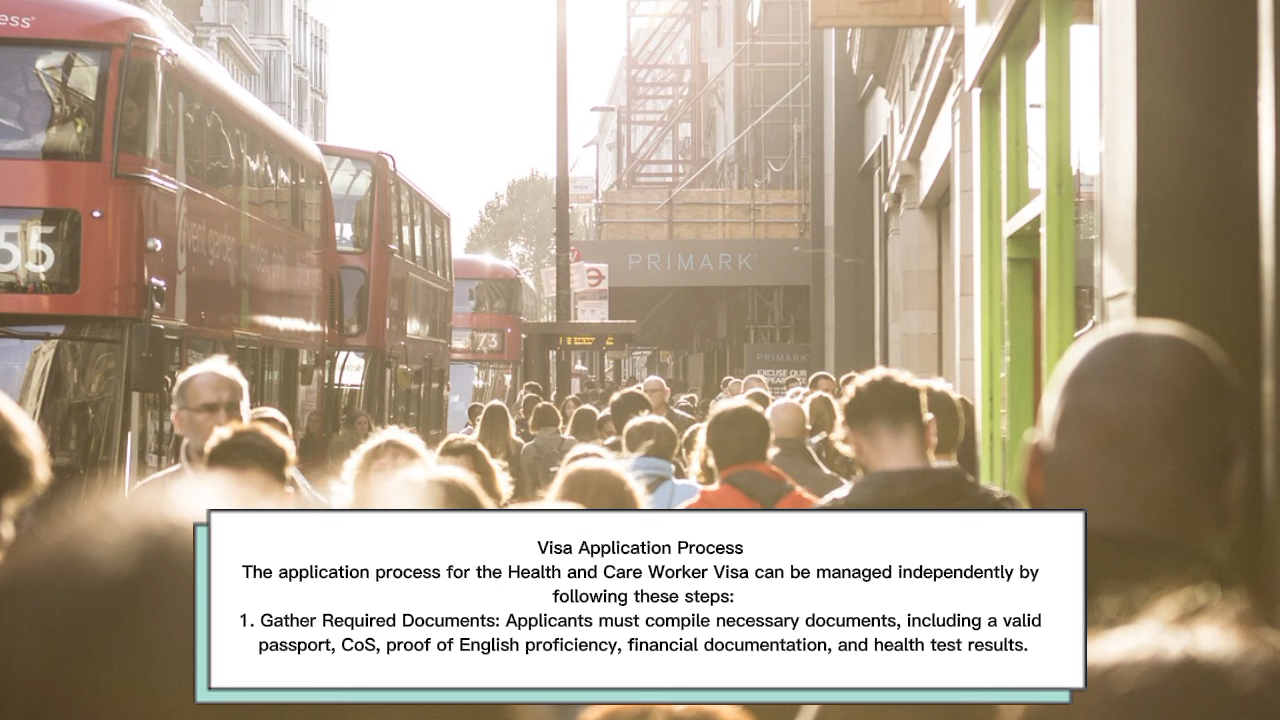 ess
55
PRIMARK
73
PRIMARK
EXCUSE OUR
Visa Application Process
The application process for the Health and Care Worker Visa can be managed independently by
following these steps:
1. Gather Required Documents: Applicants must compile necessary documents, including a valid
passport, CoS, proof of English proficiency, financial documentation, and health test results.